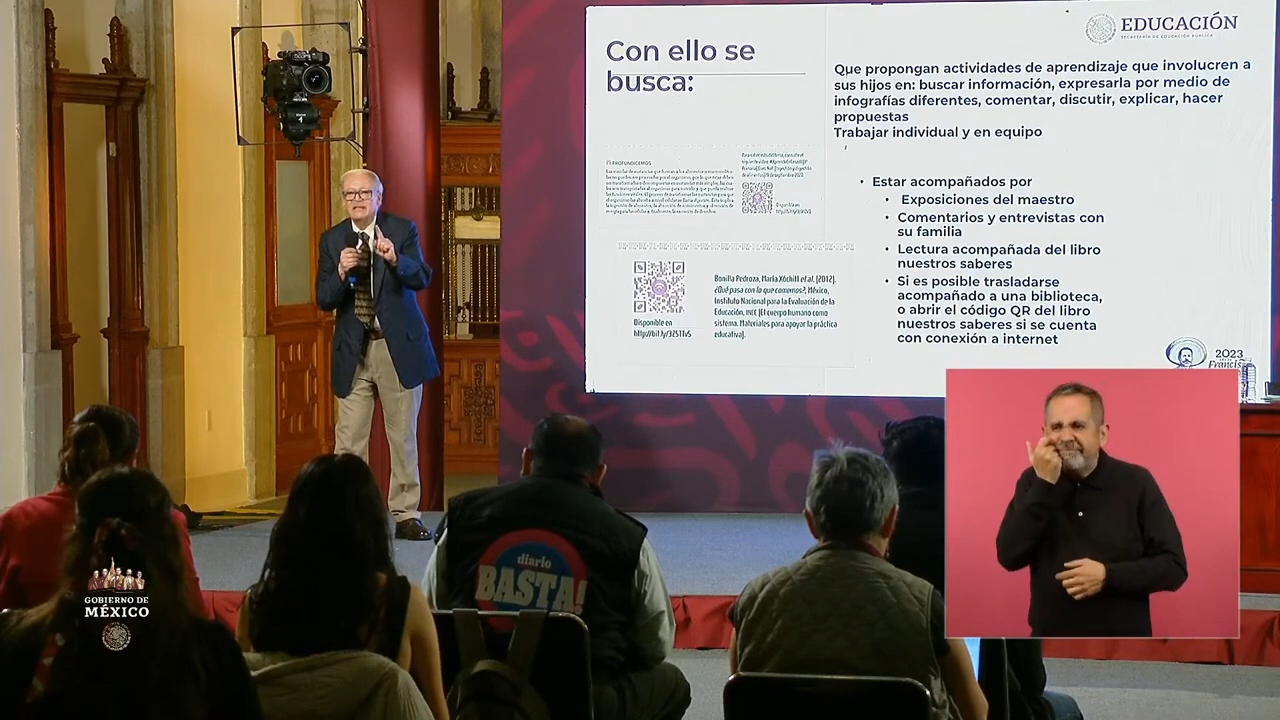 Con ello se
busca:
EDUCACIÓN
SECRETARÍA DE EDUCACIÓN PÚBLICA
Que propongan actividades de aprendizaje que involucren a
sus hijos en: buscar información, expresarla por medio de
infografías diferentes, comentar, discutir, explicar, hacer
propuestas
Trabajar individual y en equipo
PROFUNDICEMOS
• Estar acompañados por
• Exposiciones del maestro
• Comentarios y entrevistas con
su familia
• Lectura acompañada del libro
nuestros saberes
• Si es posible trasladarse
acompañado a una biblioteca,
o abrir el código QR del libro
nuestros saberes si se cuenta
con conexión a internet
Disponible en
Bonilla Pedroza, María Xóchitl et al. (2012).
¿Qué pasa con lo que comemos?, México,
Instituto Nacional para la Evaluación de la
Educación, INEE (El cuerpo humano como
sistema. Materiales para apoyar la práctica
educativa).
2023
diario
BASTA!
GOBIERNO DE
MÉXICO